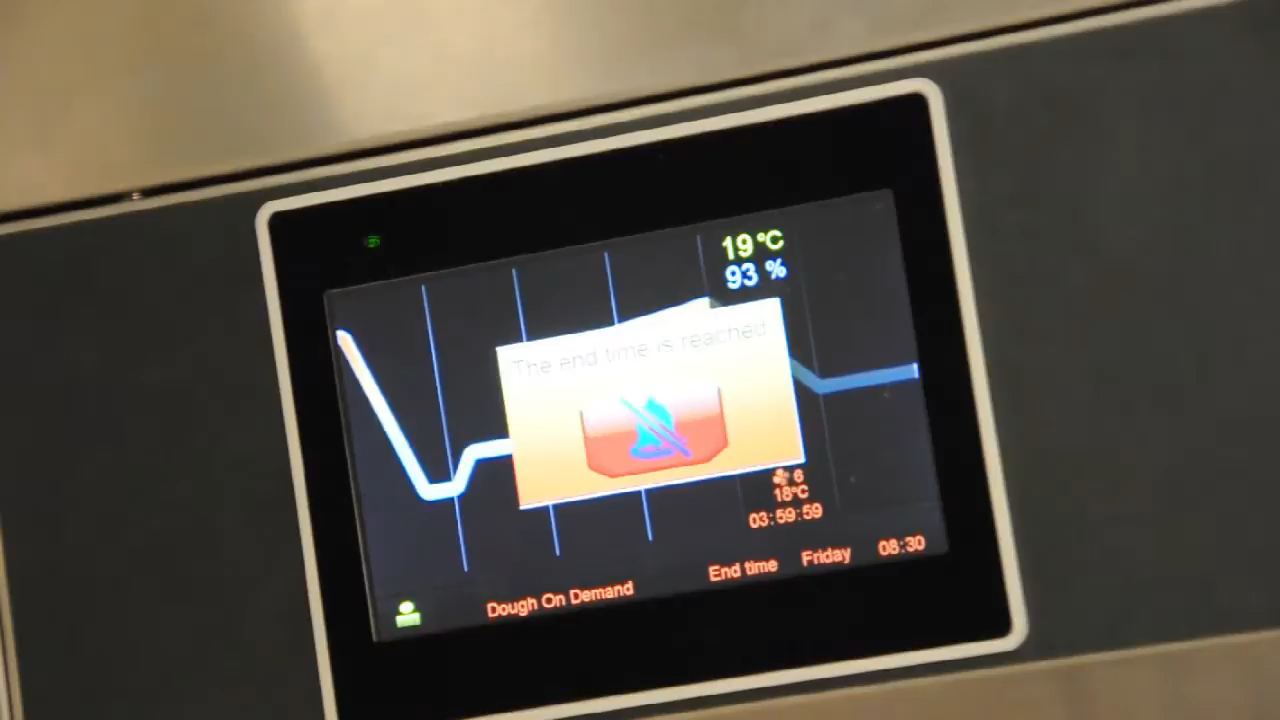 19 °C
93 %
The end time is reached
6
18°C
03:59:59
Dough On Demand End time Friday 08:30